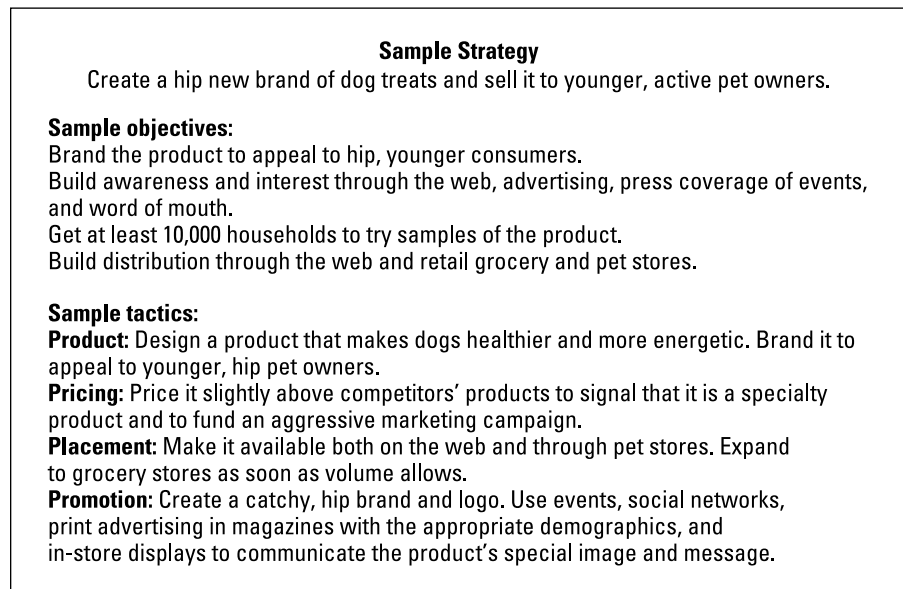 Sample Strategy
Create a hip new brand of dog treats and sell it to younger, active pet owners.
Sample objectives:
Brand the product to appeal to hip, younger consumers.
Build awareness and interest through the web, advertising, press coverage of events,
and word of mouth.
Get at least 10,000 households to try samples of the product.
Build distribution through the web and retail grocery and pet stores.
Sample tactics:
Product: Design a product that makes dogs healthier and more energetic. Brand it to
appeal to younger, hip pet owners.
Pricing: Price it slightly above competitors’ products to signal that it is a specialty
product and to fund an aggressive marketing campaign.
Placement: Make it available both on the web and through pet stores. Expand
to grocery stores as soon as volume allows.
Promotion: Create a catchy, hip brand and logo. Use events, social networks,
print advertising in magazines with the appropriate demographics, and
in-store displays to communicate the product’s special image and message.